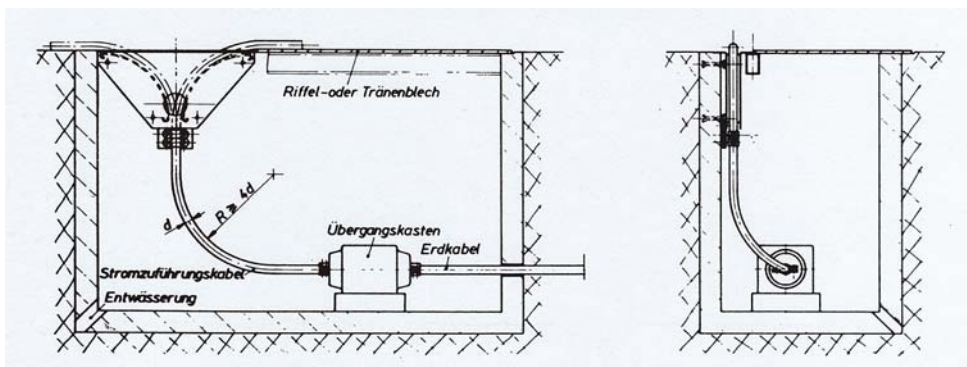 Riffel-oder Tränenblech
d
R ≥ 4d
Übergangskasten
Erdkabel
Stromzuführungskabel
Entwässerung